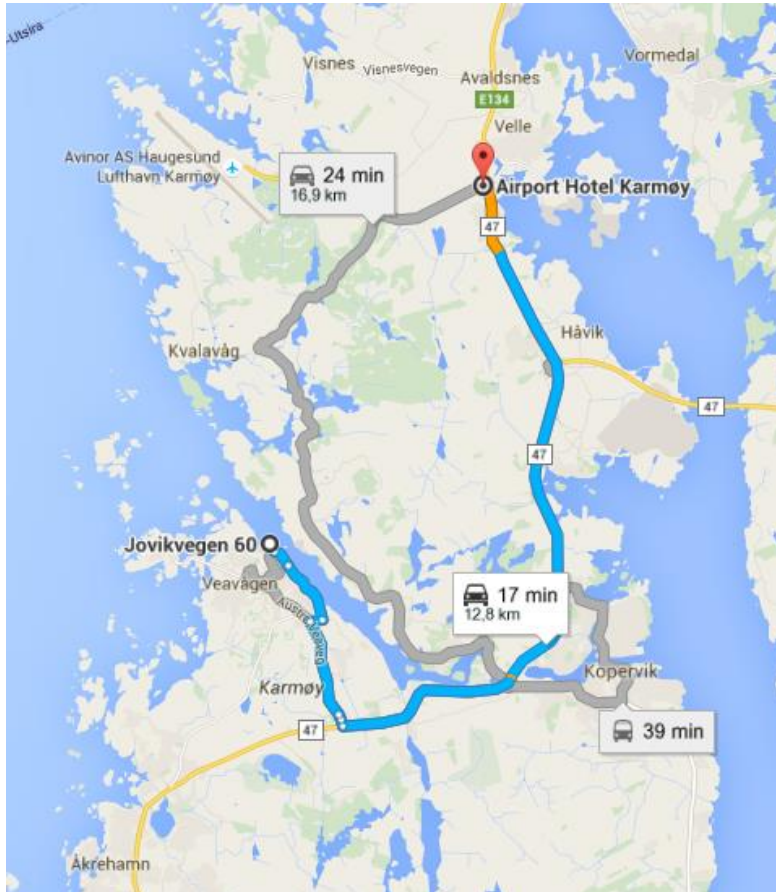 -Utsira
Visnes
Visnesvegen
Vormedal
Avaldsnes
E134
Velle
Avinor AS Haugesund
Lufthavn Karmøy
24 min
16,9 km
Airport Hotel Karmøy
47
Håvik
Kvalavåg
47
47
Jovikvegen 60
Veavågen
17 min
12,8 km
Austre Veaveg
Kopervik
Karmøy
47
39 min
Åkrehamn